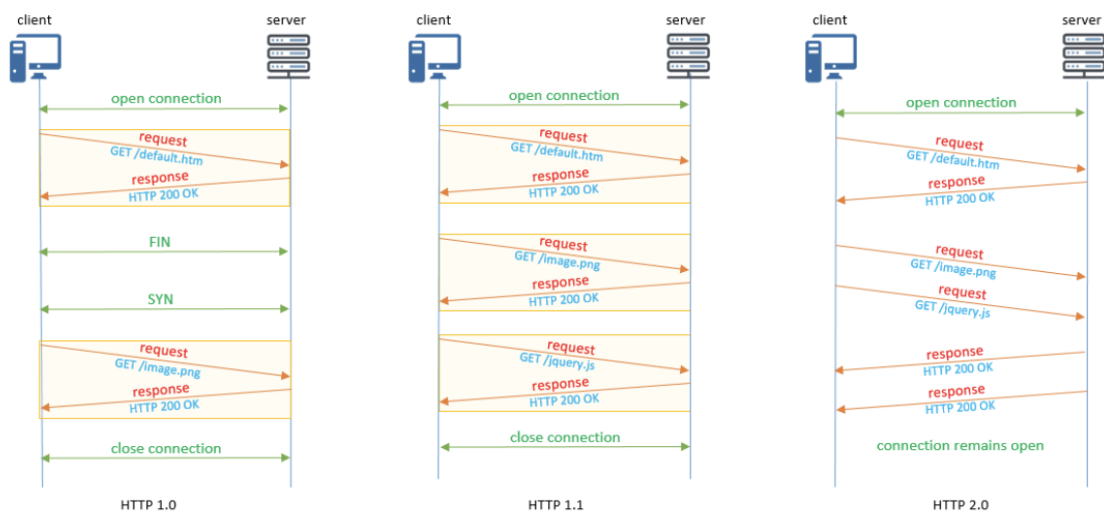 client
server
open connection
request
GET /default.htm
response
HTTP 200 OK
FIN
SYN
request
GET /image.png
response
HTTP 200 OK
close connection
HTTP 1.0
client
server
open connection
request
GET /default.htm
response
HTTP 200 OK
request
GET /image.png
response
HTTP 200 OK
request
GET /jquery.js
response
HTTP 200 OK
close connection
HTTP 1.1
client
server
open connection
request
GET /default.htm
response
HTTP 200 OK
request
GET /image.png
request
GET /jquery.js
response
HTTP 200 OK
response
HTTP 200 OK
connection remains open
HTTP 2.0